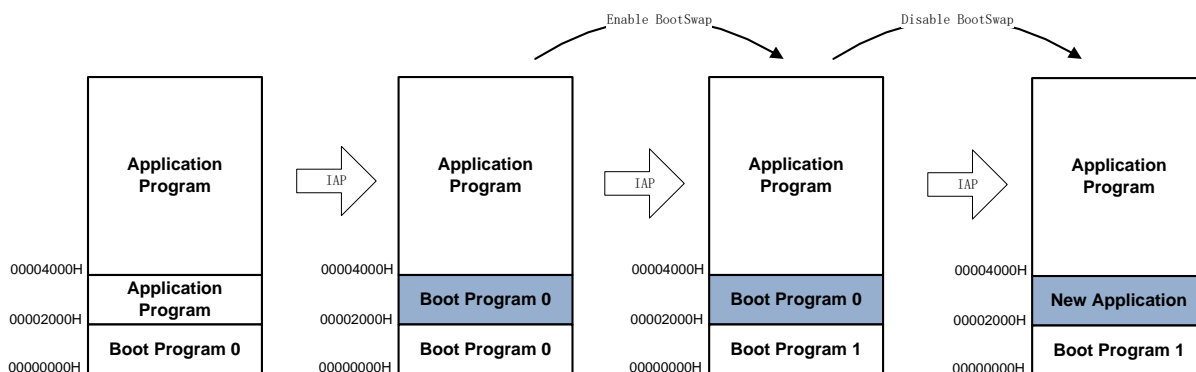 Enable BootSwap
Disable BootSwap
Application
Program
IAP
Application
Program
IAP
Application
Program
IAP
Application
Program
00004000H
00004000H
00004000H
00004000H
Application
Program
Boot Program 0
Boot Program 0
New Application
00002000H
00002000H
00002000H
00002000H
Boot Program 0
Boot Program 0
Boot Program 1
Boot Program 1
00000000H
00000000H
00000000H
00000000H